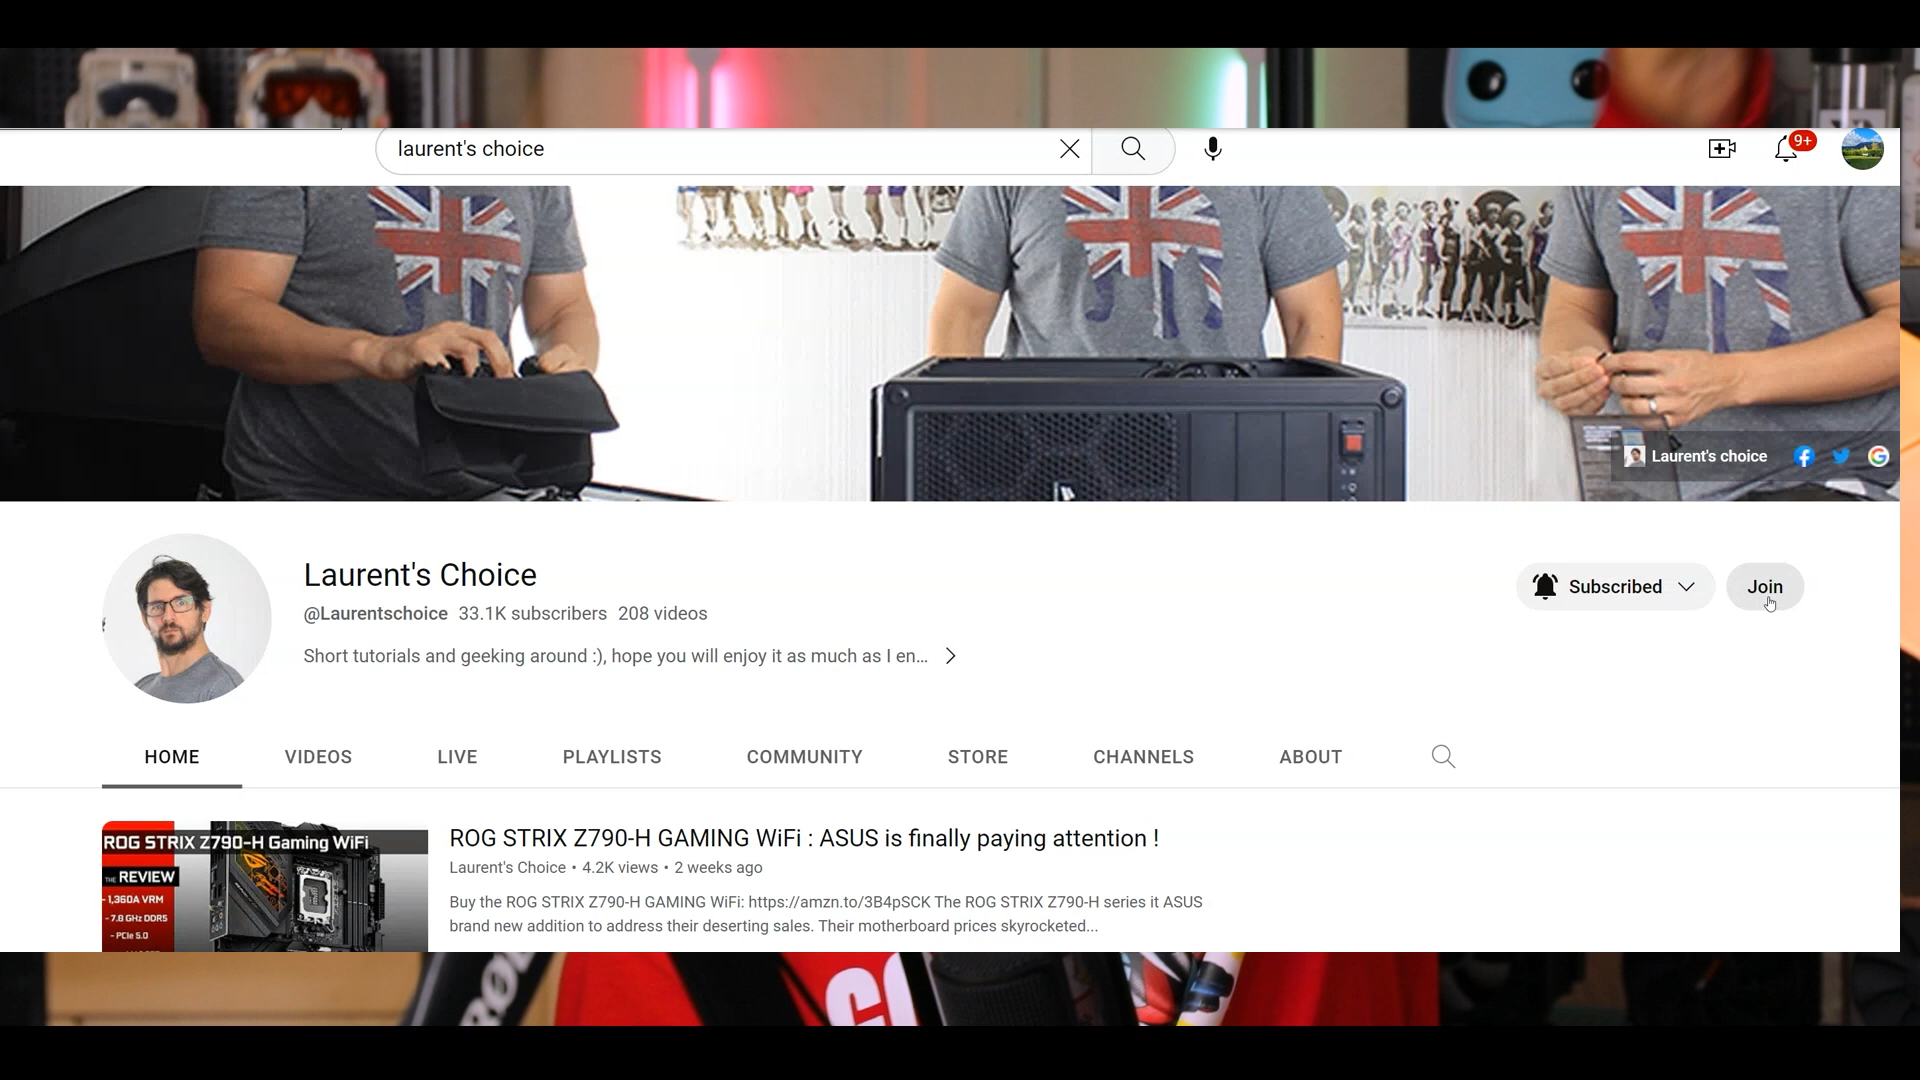 laurent's choice
9+
Laurent's choice
Laurent's Choice
@Laurentschoice 33.1K subscribers 208 videos
Short tutorials and geeking around :), hope you will enjoy it as much as I en...
Subscribed
Join
HOME VIDEOS LIVE PLAYLISTS COMMUNITY STORE CHANNELS ABOUT
ROG STRIX Z790-H Gaming WiFi
THE REVIEW
- 1,360A VRM
- 7.8 GHz DDR5
- PCIe 5.0
ROG STRIX Z790-H GAMING WiFi : ASUS is finally paying attention !
Laurent's Choice • 4.2K views • 2 weeks ago
Buy the ROG STRIX Z790-H GAMING WiFi: https://amzn.to/3B4pSCK The ROG STRIX Z790-H series it ASUS
brand new addition to address their deserting sales. Their motherboard prices skyrocketed...